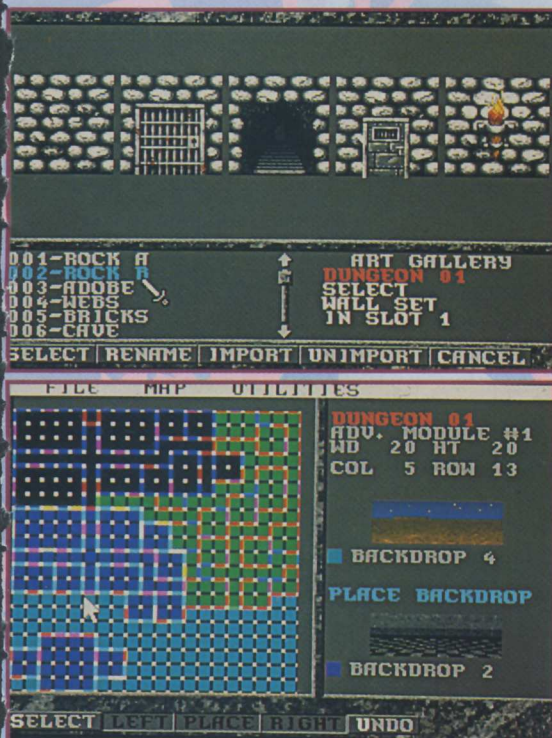 001-ROCK A
002-ROCK B
003-ADOBE
004-WEBS
005-BRICKS
006-CAVE
ART GALLERY
DUNGEON 01
SELECT
WALL SET
IN SLOT 1
SELECT RENAME IMPORT UNIMPORT CANCEL
FILE MAP UTILITIES
DUNGEON 01
ADV. MODULE #1
WD 20 HT 20
COL 5 ROW 13
BACKDROP 4
PLACE BACKDROP
BACKDROP 2
SELECT LEFT PLACE RIGHT UNDO